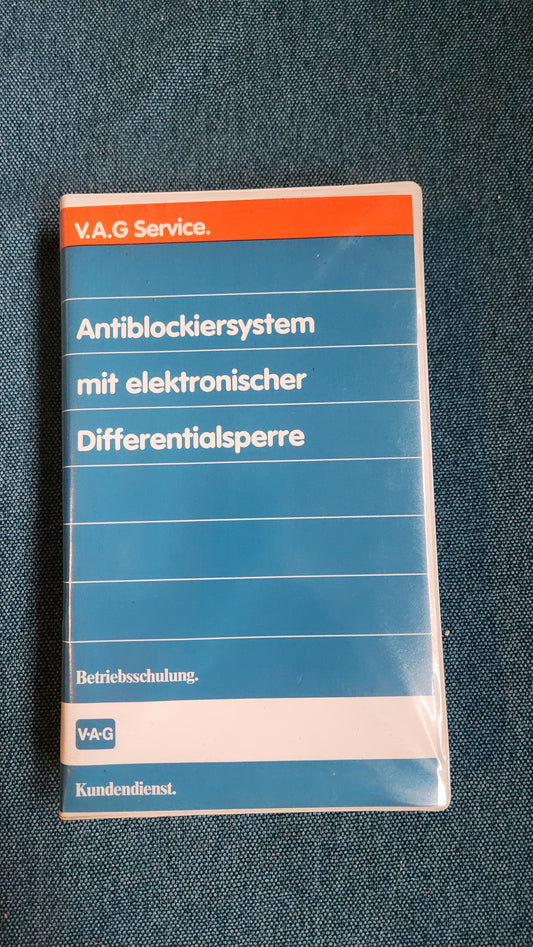 V.A.G Service.
Antiblockiersystem
mit elektronischer
Differentialsperre
Betriebsschulung.
V·A·G
Kundendienst.